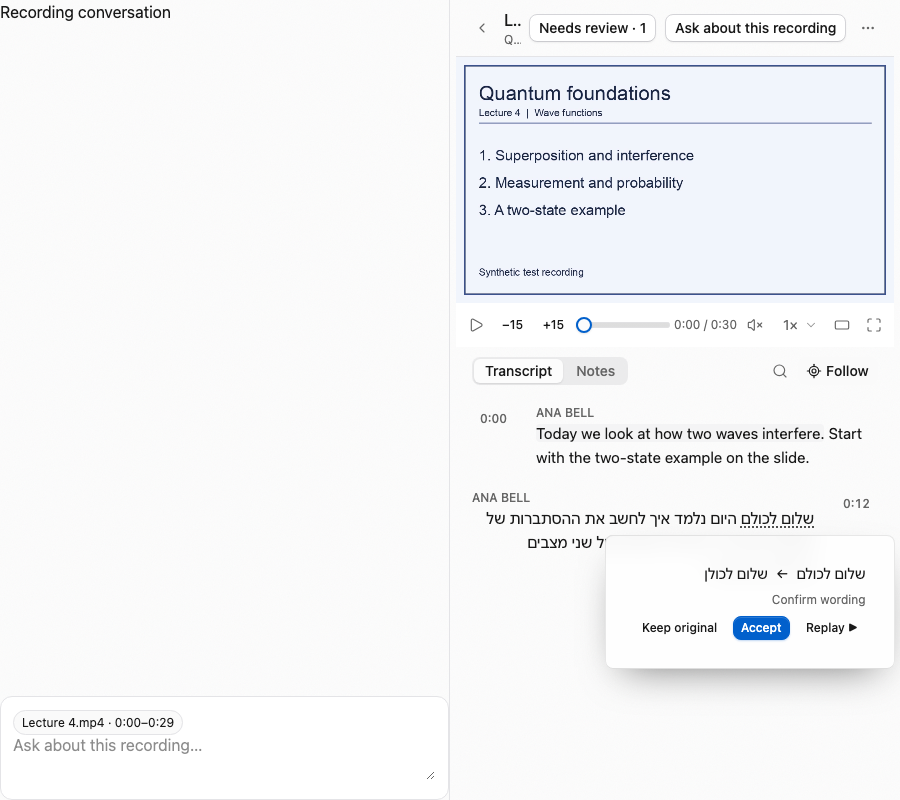 Recording conversation
L..
Q...
Needs review · 1
Ask about this recording
Quantum foundations
Lecture 4 | Wave functions
1. Superposition and interference
2. Measurement and probability
3. A two-state example
Synthetic test recording
−15 +15 0:00 / 0:30 1x
Transcript Notes Follow
ANA BELL
0:00
Today we look at how two waves interfere. Start
with the two-state example on the slide.
ANA BELL
0:12
שלום לכולם היום נלמד איך לחשב את ההסתברות של
שני מצבים
שלום לכולם ← שלום לכולן
Confirm wording
Keep original Accept Replay ▶
Lecture 4.mp4 · 0:00–0:29
Ask about this recording...